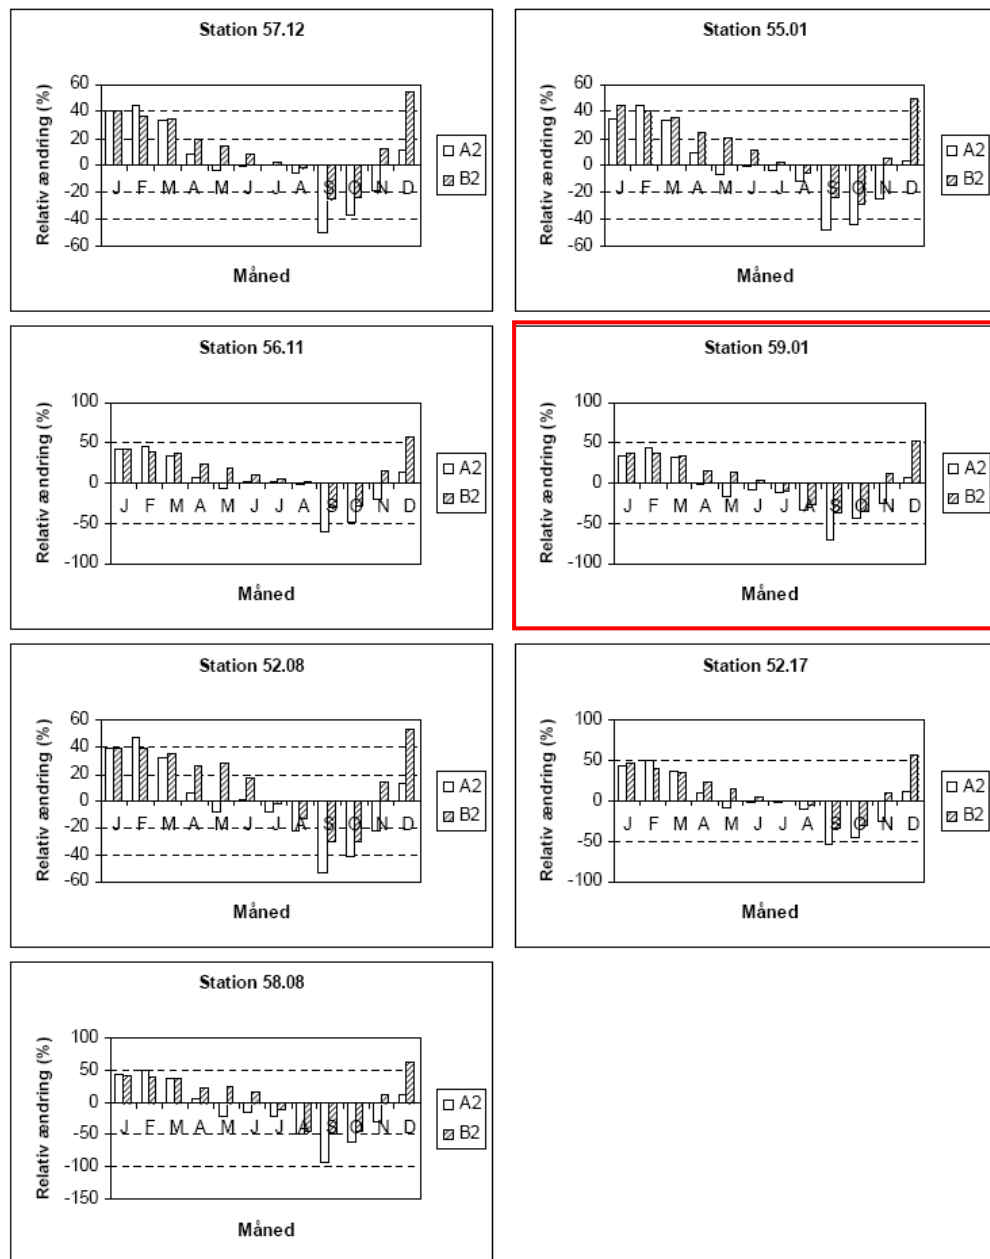 Station 57.12
Relativ ændring (%)
60
40
20
0
-20
-40
-60
J F M A M J J A S O N D
Måned
A2
B2
Station 55.01
Relativ ændring (%)
60
40
20
0
-20
-40
-60
J F M A M J J A S O N D
Måned
A2
B2
Station 56.11
Relativ ændring (%)
100
50
0
-50
-100
J F M A M J J A S O N D
Måned
A2
B2
Station 59.01
Relativ ændring (%)
100
50
0
-50
-100
J F M A M J J A S O N D
Måned
A2
B2
Station 52.08
Relativ ændring (%)
60
40
20
0
-20
-40
-60
J F M A M J J A S O N D
Måned
A2
B2
Station 52.17
Relativ ændring (%)
100
50
0
-50
-100
J F M A M J J A S O N D
Måned
A2
B2
Station 58.08
Relativ ændring (%)
100
50
0
-50
-100
-150
J F M A M J J A S O N D
Måned
A2
B2